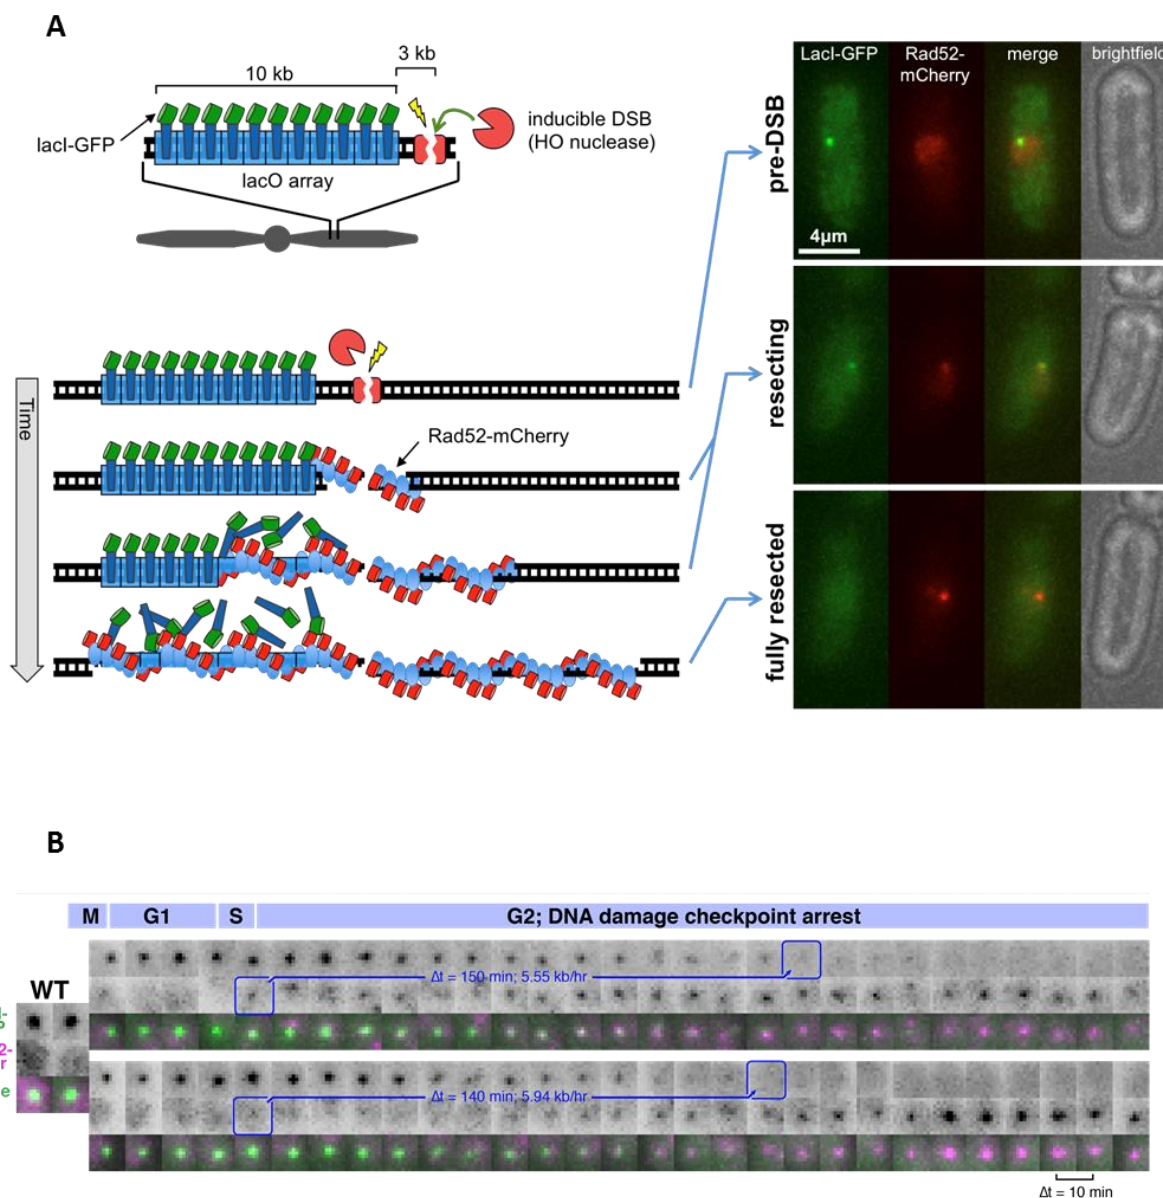 A
3 kb
10 kb
lacI-GFP
inducible DSB
(HO nuclease)
lacO array
Time
Rad52-mCherry
LacI-GFP
Rad52-
mCherry
merge
brightfield
pre-DSB
4µm
resecting
fully resected
B
M
G1
S
G2; DNA damage checkpoint arrest
WT
Δt = 150 min; 5.55 kb/hr
2-
r
e
Δt = 140 min; 5.94 kb/hr
Δt = 10 min